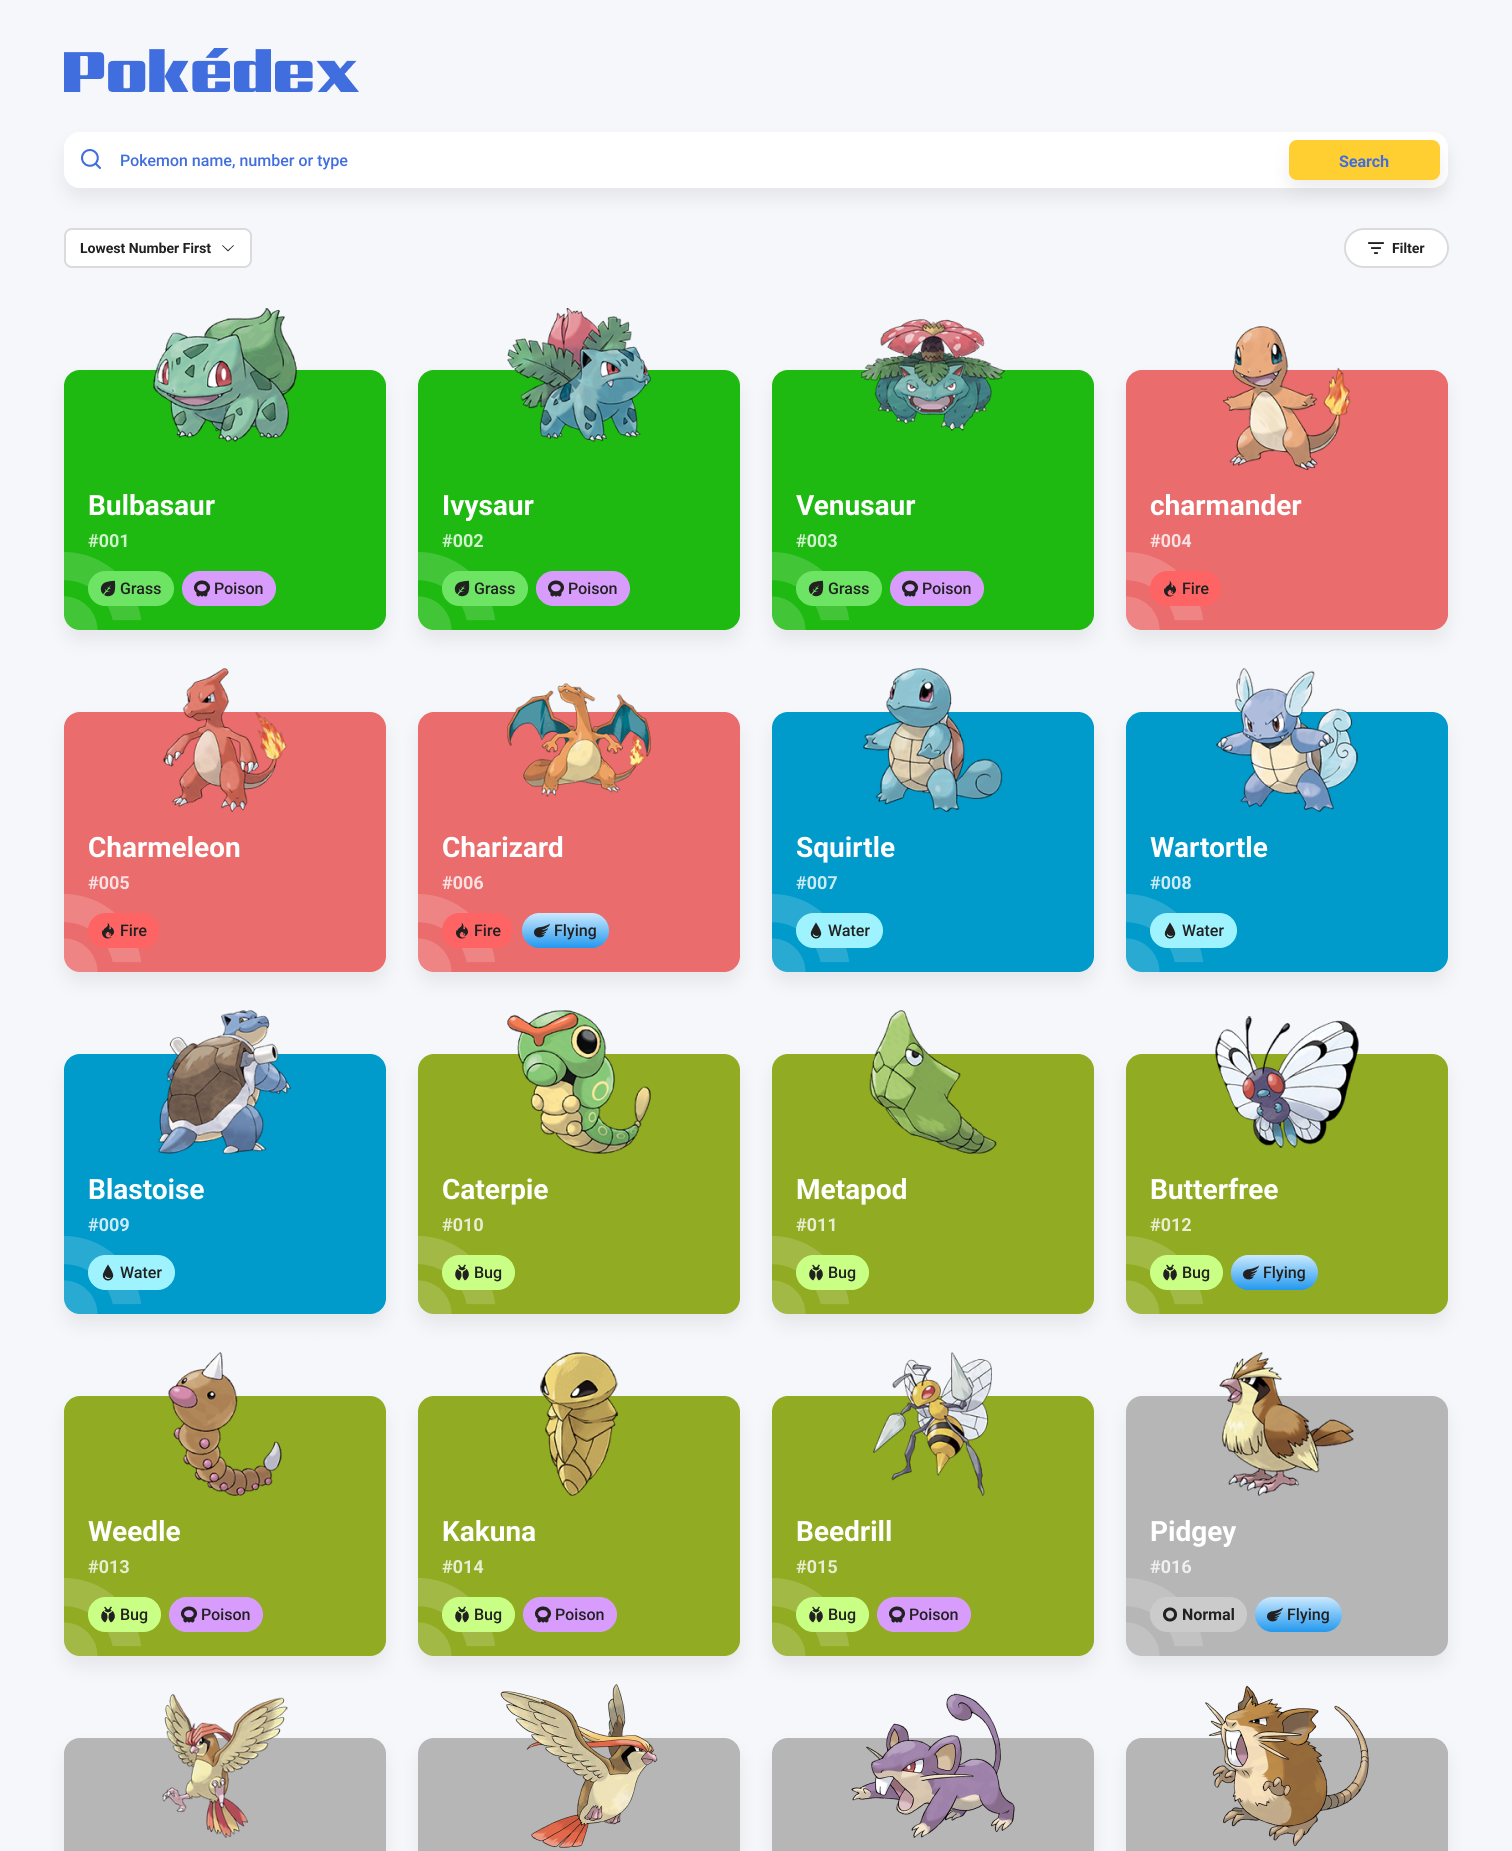 Pokédex
Pokemon name, number or type
Search
Lowest Number First
Filter
Bulbasaur
#001
Grass Poison
Ivysaur
#002
Grass Poison
Venusaur
#003
Grass Poison
charmander
#004
Fire
Charmeleon
#005
Fire
Charizard
#006
Fire Flying
Squirtle
#007
Water
Wartortle
#008
Water
Blastoise
#009
Water
Caterpie
#010
Bug
Metapod
#011
Bug
Butterfree
#012
Bug Flying
Weedle
#013
Bug Poison
Kakuna
#014
Bug Poison
Beedrill
#015
Bug Poison
Pidgey
#016
Normal Flying